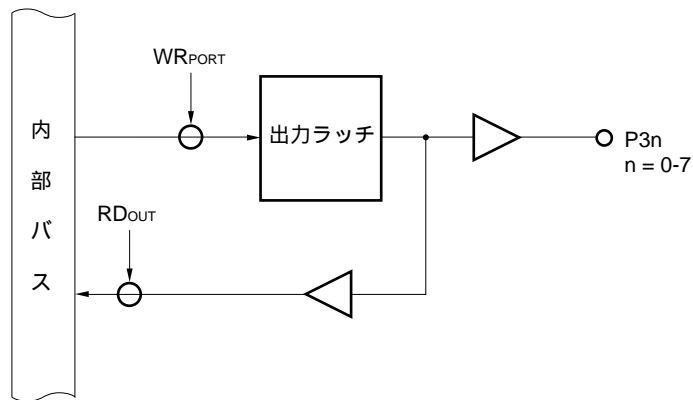 WRPORT
内部バス
出力ラッチ
P3n
n = 0-7
RDOUT